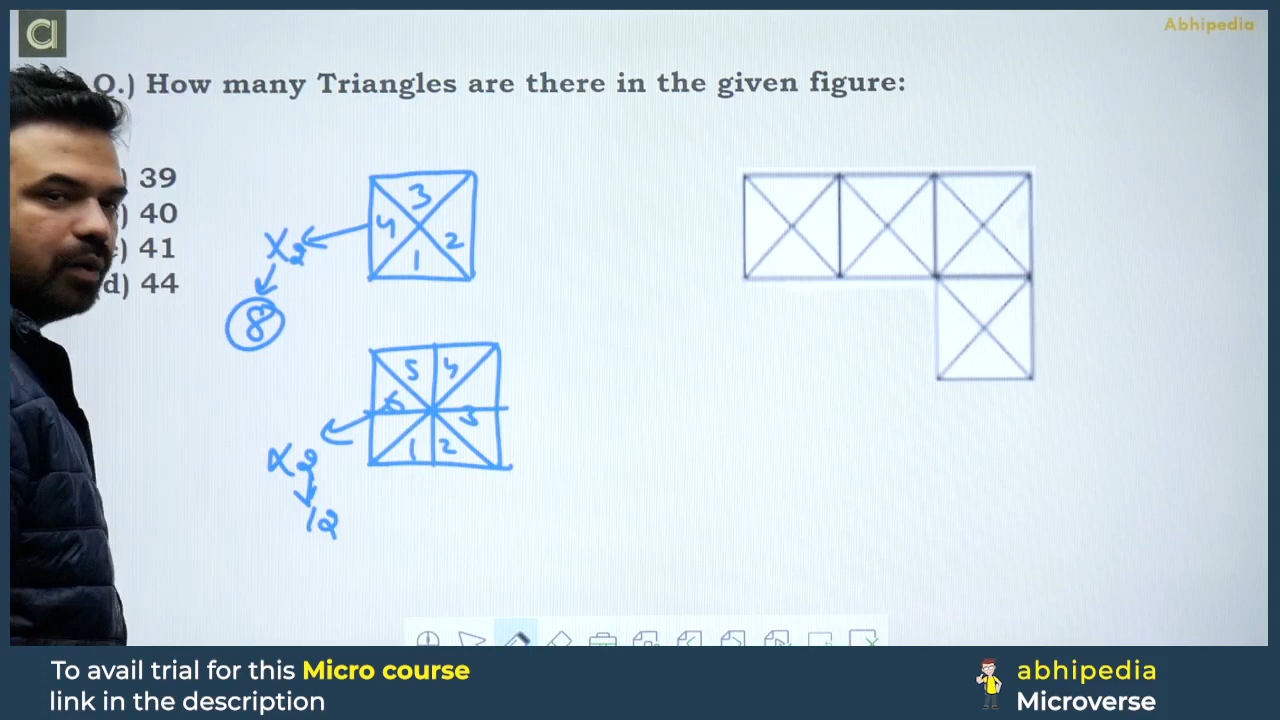 Abhipedia
Q.) How many Triangles are there in the given figure:
) 39
) 40
) 41
d) 44
3
4
2
1
X2
8
5
4
6
3
1
2
X2
12
To avail trial for this Micro course
link in the description
abhipedia
Microverse